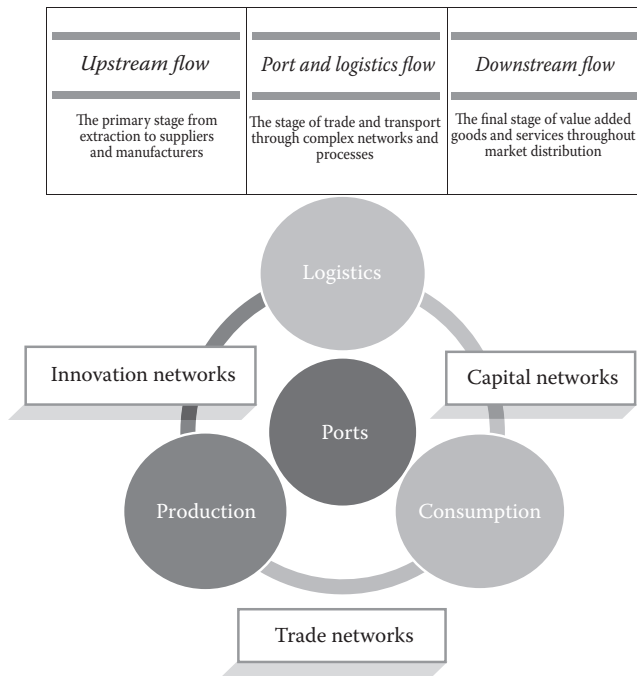 Upstream flow
The primary stage from
extraction to suppliers
and manufacturers
Port and logistics flow
The stage of trade and transport
through complex networks and
processes
Downstream flow
The final stage of value added
goods and services throughout
market distribution
Logistics
Innovation networks
Capital networks
Ports
Production
Consumption
Trade networks